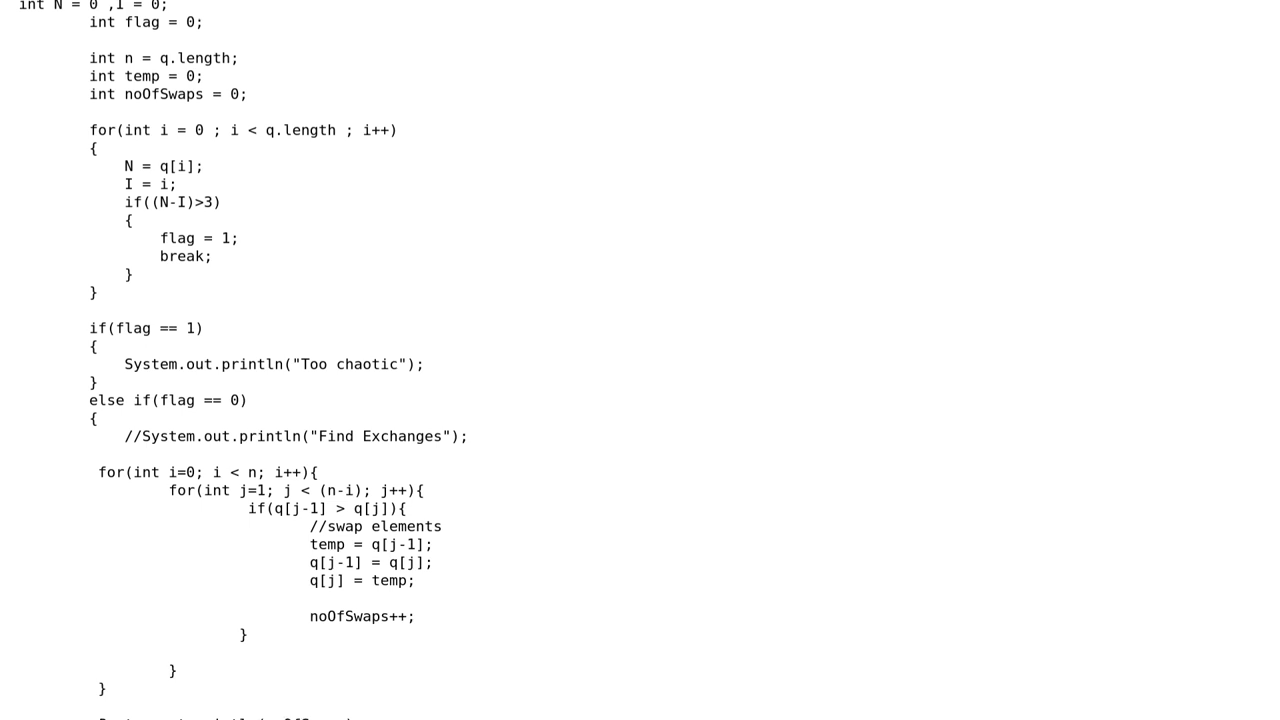 int N = 0 ,I = 0;
int flag = 0;
int n = q.length;
int temp = 0;
int noOfSwaps = 0;
for(int i = 0 ; i < q.length ; i++)
{
N = q[i];
I = i;
if((N-I)>3)
{
flag = 1;
break;
}
}
if(flag == 1)
{
System.out.println("Too chaotic");
}
else if(flag == 0)
{
//System.out.println("Find Exchanges");
for(int i=0; i < n; i++){
for(int j=1; j < (n-i); j++){
if(q[j-1] > q[j]){
//swap elements
temp = q[j-1];
q[j-1] = q[j];
q[j] = temp;
noOfSwaps++;
}
}
}